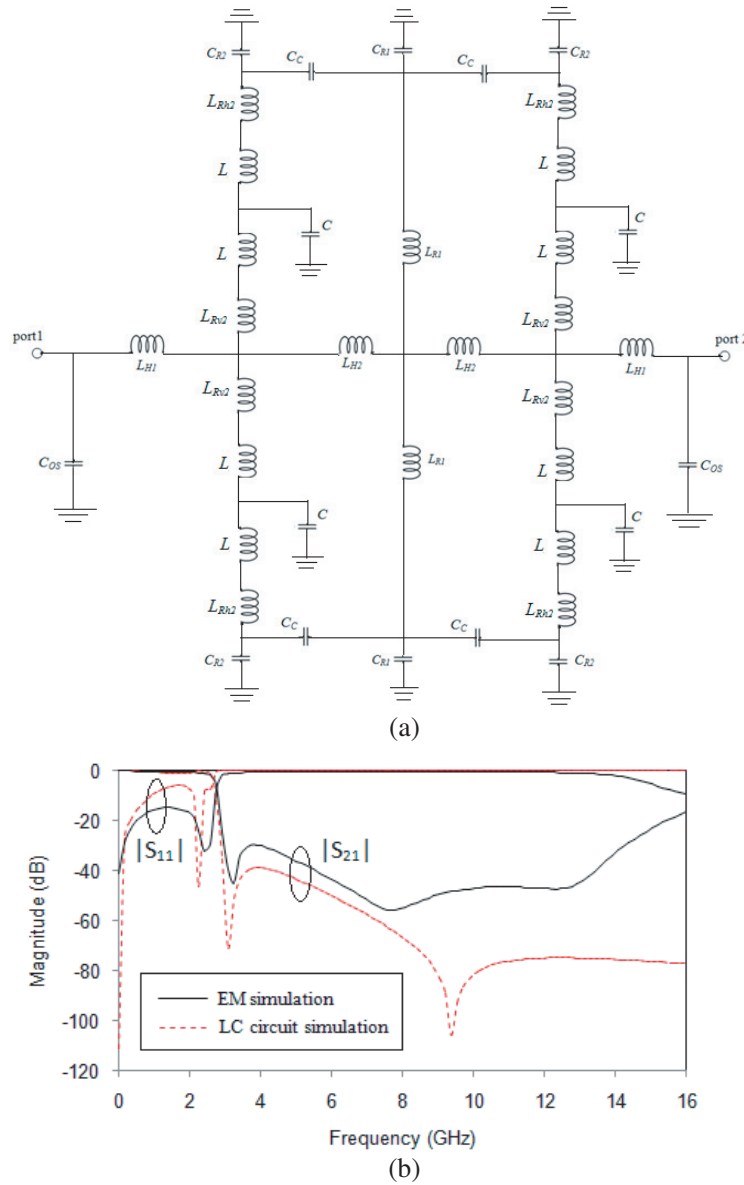 C_R2 C_C C_R1 C_C C_R2
L_Rh2 L_Rh2
L L
C C
L L_R1 L
L_Rv2 L_Rv2
port1 port 2
L_H1 L_H2 L_H2 L_H1
L_Rv2 L_Rv2
C_OS L L_R1 L C_OS
C C
L L
L_Rh2 L_Rh2
C_C C_C
C_R2 C_R1 C_R2
(a)
0
-20
-40
-60
-80
-100
-120
Magnitude (dB)
|S11| |S21|
EM simulation
LC circuit simulation
0 2 4 6 8 10 12 14 16
Frequency (GHz)
(b)